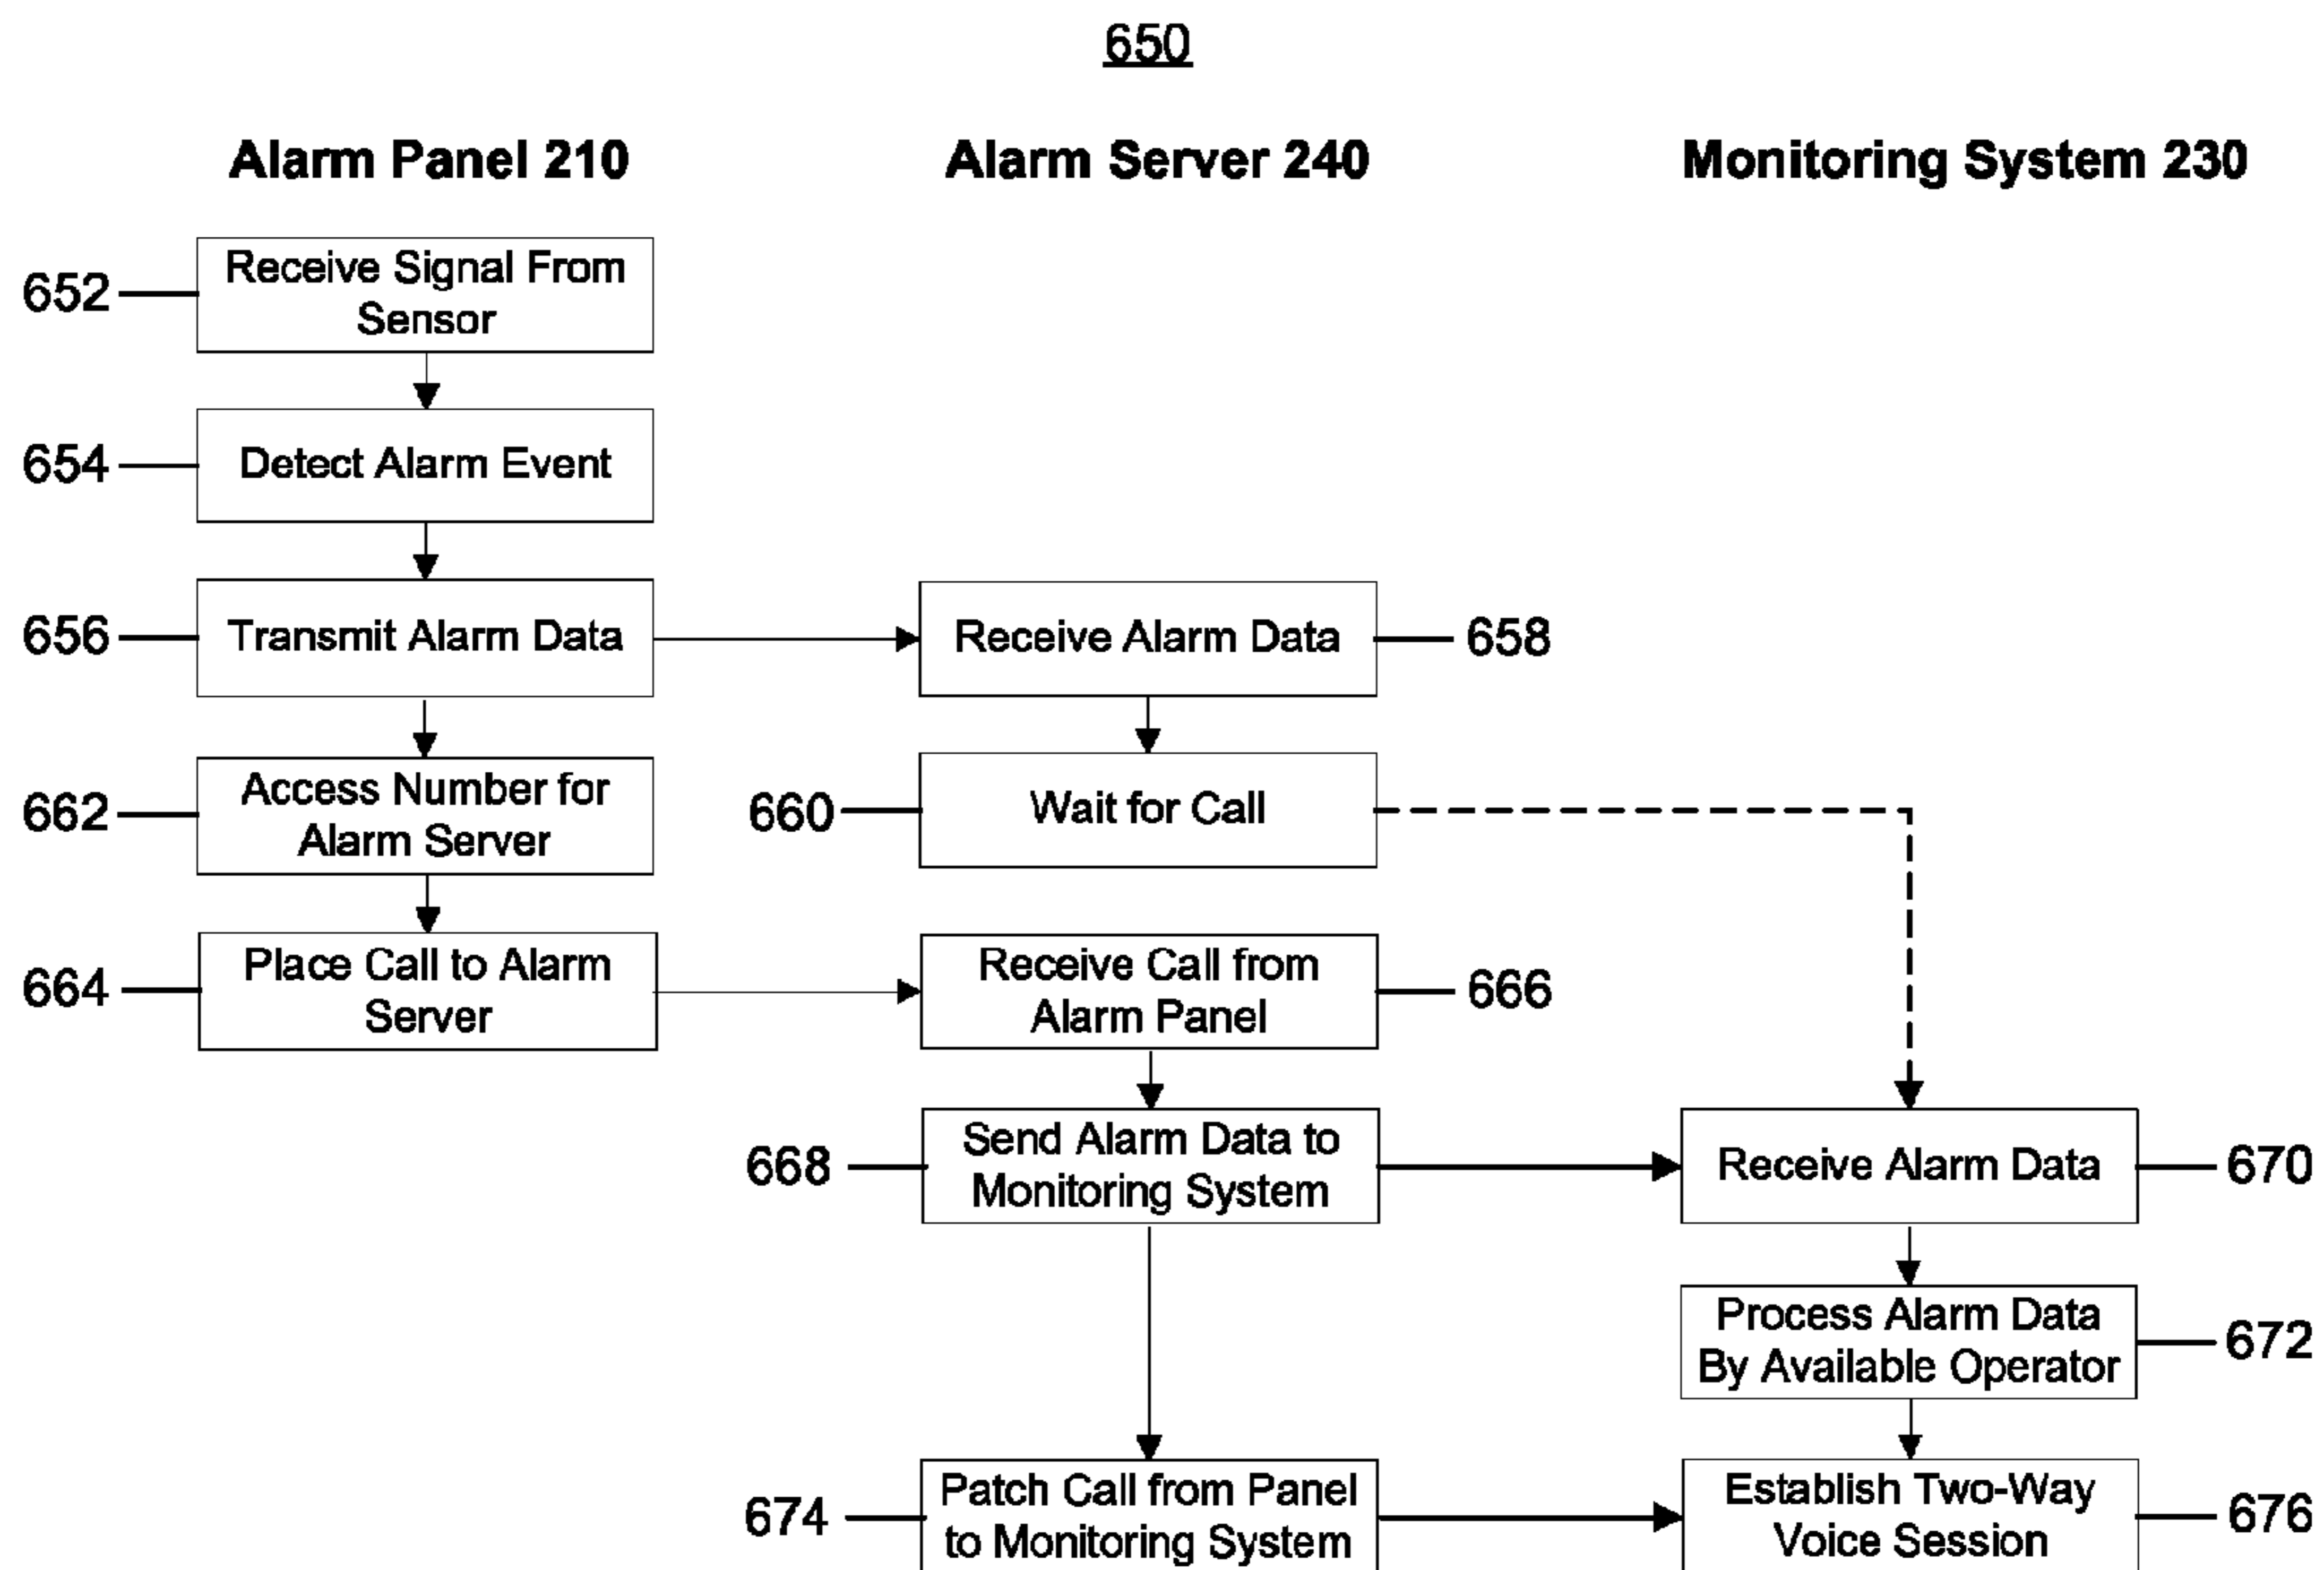 650
Alarm Panel 210
Alarm Server 240
Monitoring System 230
652
Receive Signal From
Sensor
654
Detect Alarm Event
656
Transmit Alarm Data
Receive Alarm Data
658
662
Access Number for
Alarm Server
660
Wait for Call
664
Place Call to Alarm
Server
Receive Call from
Alarm Panel
666
668
Send Alarm Data to
Monitoring System
Receive Alarm Data
670
Process Alarm Data
By Available Operator
672
674
Patch Call from Panel
to Monitoring System
Establish Two-Way
Voice Session
676